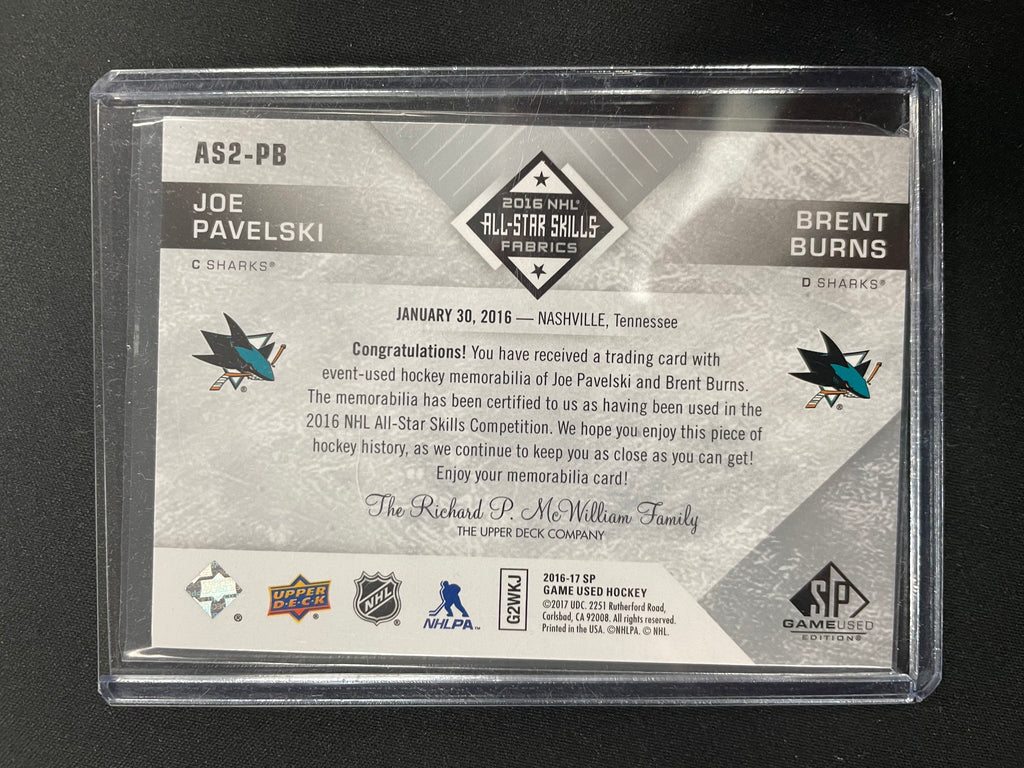 AS2-PB
JOE
PAVELSKI
C SHARKS®
2016 NHL®
ALL-STAR SKILLS
FABRICS
BRENT
BURNS
D SHARKS®
JANUARY 30, 2016 — NASHVILLE, Tennessee
Congratulations! You have received a trading card with
event-used hockey memorabilia of Joe Pavelski and Brent Burns.
The memorabilia has been certified to us as having been used in the
2016 NHL All-Star Skills Competition. We hope you enjoy this piece of
hockey history, as we continue to keep you as close as you can get!
Enjoy your memorabilia card!
The Richard P. McWilliam Family
THE UPPER DECK COMPANY
UPPER
D·E·C·K
NHL
NHLPA™
G2WKJ
2016-17 SP
GAME USED HOCKEY
©2017 UDC. 2251 Rutherford Road,
Carlsbad, CA 92008. All rights reserved.
Printed in the USA. ©NHLPA. © NHL.
SP
GAMEUSED
EDITION®